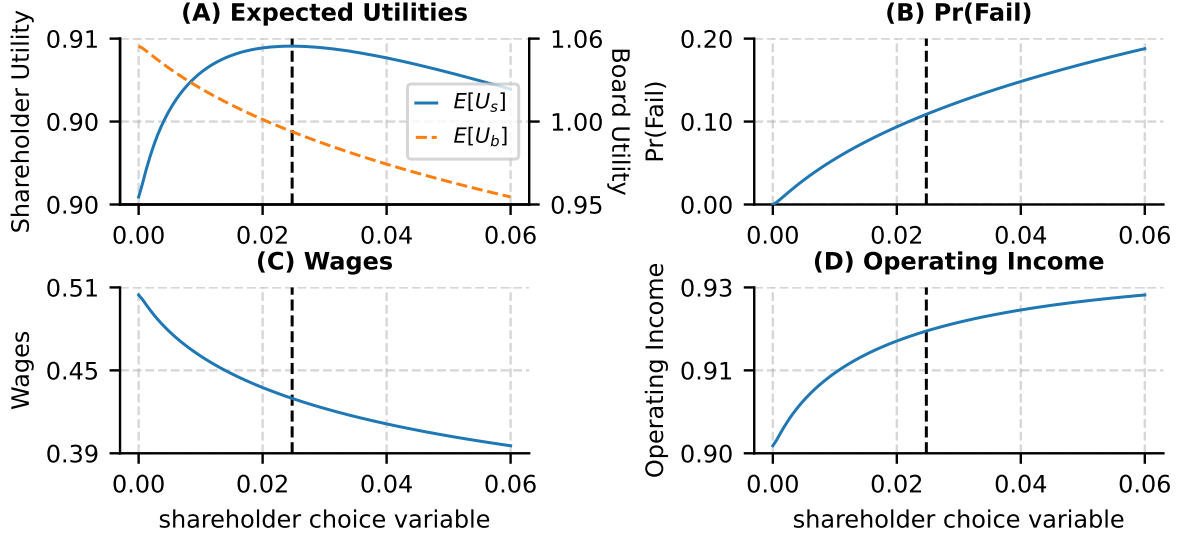 (A) Expected Utilities
Shareholder Utility
0.91
0.90
0.90
1.06
1.00
0.95
Board Utility
E[U_s]
E[U_b]
0.00 0.02 0.04 0.06
(B) Pr(Fail)
Pr(Fail)
0.20
0.10
0.00
0.00 0.02 0.04 0.06
(C) Wages
Wages
0.51
0.45
0.39
0.00 0.02 0.04 0.06
shareholder choice variable
(D) Operating Income
Operating Income
0.93
0.91
0.90
0.00 0.02 0.04 0.06
shareholder choice variable